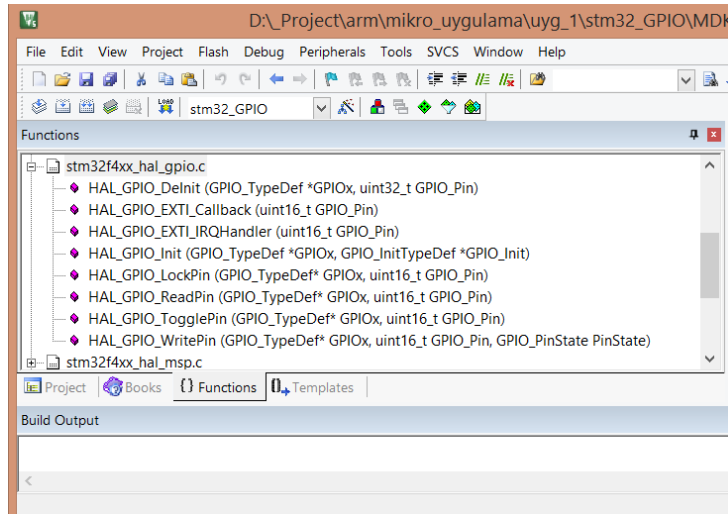 D:\_Project\arm\mikro_uygulama\uyg_1\stm32_GPIO\MDK
File Edit View Project Flash Debug Peripherals Tools SVCS Window Help
LOAD stm32_GPIO
Functions
stm32f4xx_hal_gpio.c
HAL_GPIO_DeInit (GPIO_TypeDef *GPIOx, uint32_t GPIO_Pin)
HAL_GPIO_EXTI_Callback (uint16_t GPIO_Pin)
HAL_GPIO_EXTI_IRQHandler (uint16_t GPIO_Pin)
HAL_GPIO_Init (GPIO_TypeDef *GPIOx, GPIO_InitTypeDef *GPIO_Init)
HAL_GPIO_LockPin (GPIO_TypeDef* GPIOx, uint16_t GPIO_Pin)
HAL_GPIO_ReadPin (GPIO_TypeDef* GPIOx, uint16_t GPIO_Pin)
HAL_GPIO_TogglePin (GPIO_TypeDef* GPIOx, uint16_t GPIO_Pin)
HAL_GPIO_WritePin (GPIO_TypeDef* GPIOx, uint16_t GPIO_Pin, GPIO_PinState PinState)
stm32f4xx_hal_msp.c
Project Books {} Functions 0 Templates
Build Output